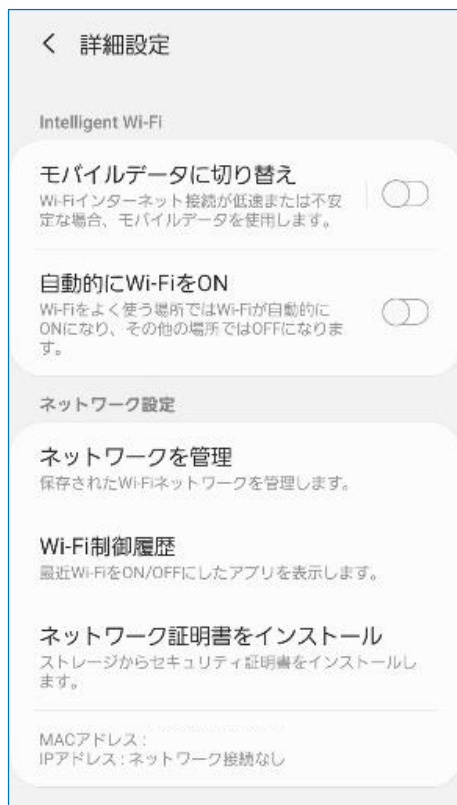 詳細設定
Intelligent Wi-Fi
モバイルデータに切り替え
Wi-Fiインターネット接続が低速または不安
定な場合、モバイルデータを使用します。
自動的にWi-FiをON
Wi-Fiをよく使う場所ではWi-Fiが自動的に
ONになり、その他の場所ではOFFになりま
す。
ネットワーク設定
ネットワークを管理
保存されたWi-Fiネットワークを管理します。
Wi-Fi制御履歴
最近Wi-FiをON/OFFにしたアプリを表示します。
ネットワーク証明書をインストール
ストレージからセキュリティ証明書をインストールし
ます。
MACアドレス :
IPアドレス : ネットワーク接続なし